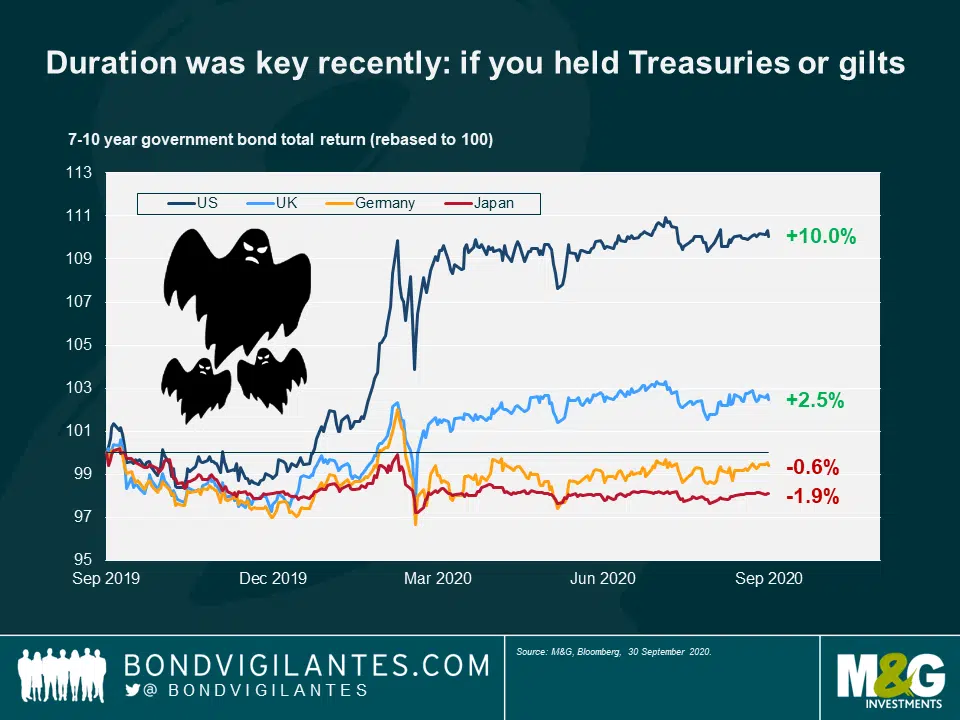 Duration was key recently: if you held Treasuries or gilts
7-10 year government bond total return (rebased to 100)
113
US UK Germany Japan
111
+10.0%
109
107
105
103
+2.5%
101
-0.6%
99
-1.9%
97
95
Sep 2019 Dec 2019 Mar 2020 Jun 2020 Sep 2020
BONDVIGILANTES.COM
@ BONDVIGILANTES
Source: M&G, Bloomberg, 30 September 2020.
M&G
INVESTMENTS